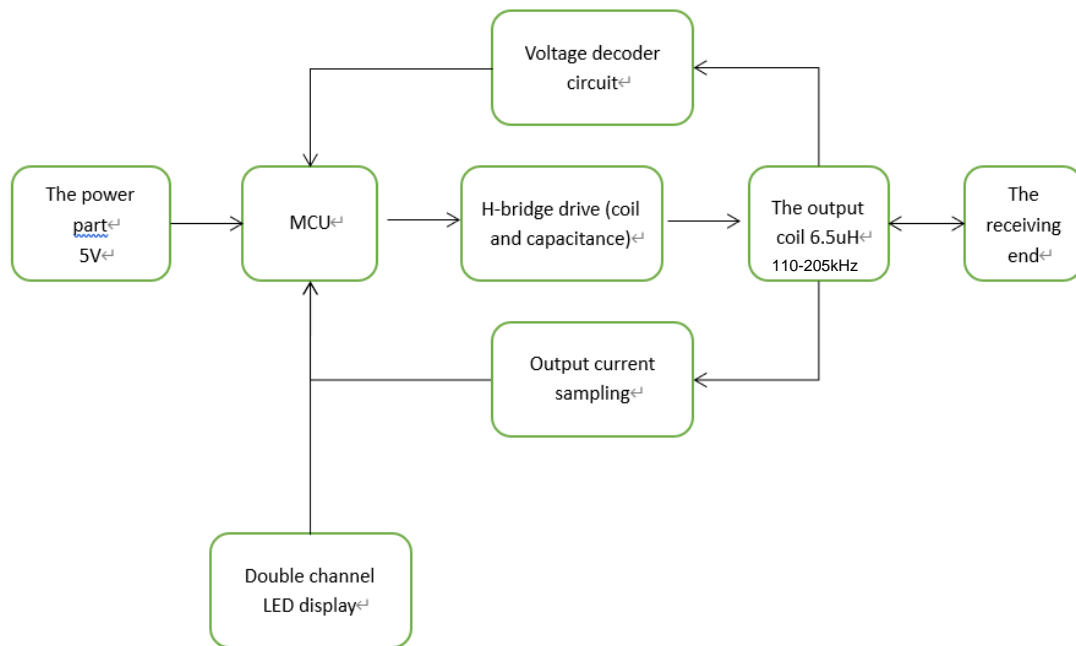 Voltage decoder
circuit↵
The power
part↵
5V
MCU↵
H-bridge drive (coil
and capacitance)↵
The output
coil 6.5uH↵
110-205kHz
The
receiving
end↵
Output current
sampling↵
Double channel
LED display↵